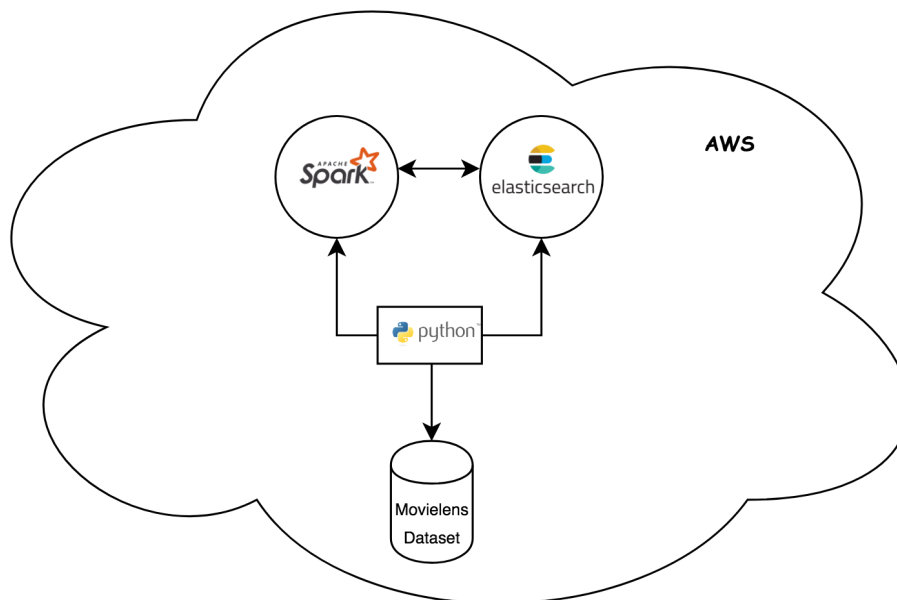 AWS
APACHE
Spark
elasticsearch
python
Movielens
Dataset